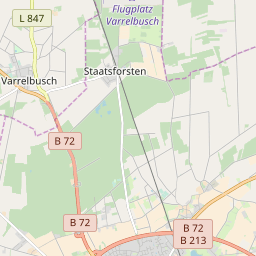 Flugplatz
Varrelbusch
L 847
Staatsforsten
Varrelbusch
B 72
B 72
B 72
B 213